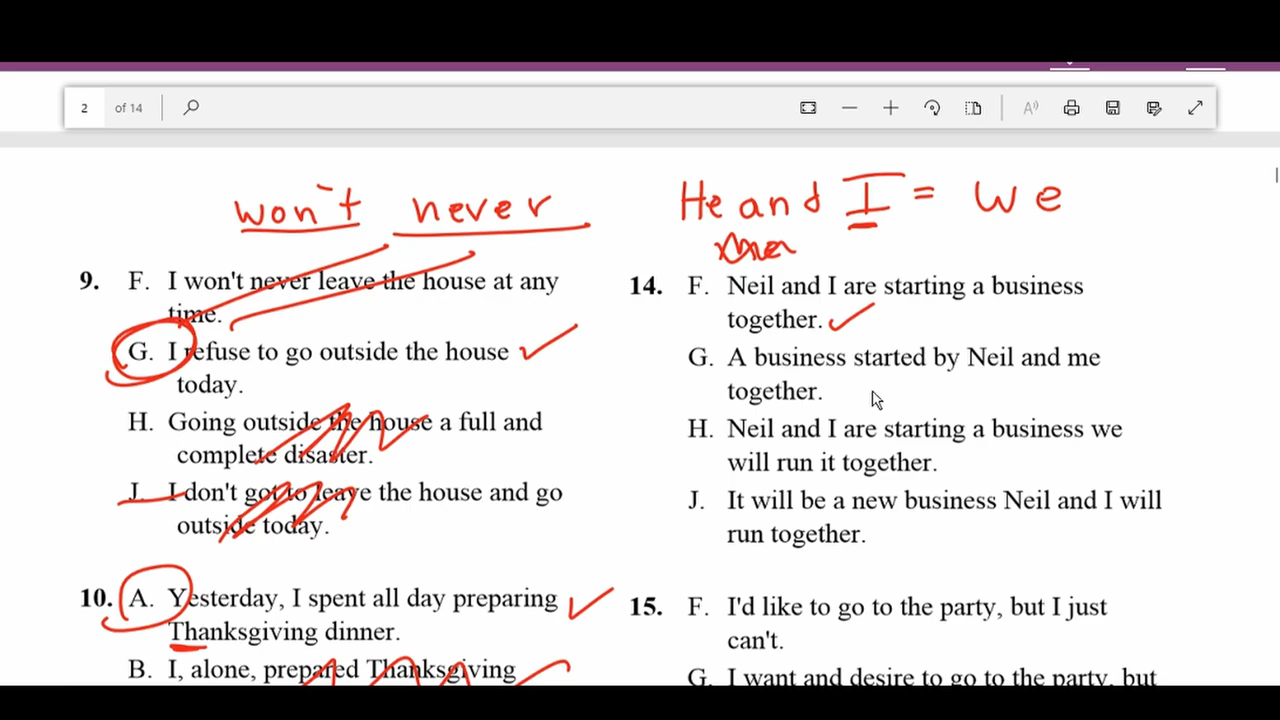 2 of 14
won't never
He and I = we
9. F. I won't never leave the house at any
time.
G. I refuse to go outside the house
today.
H. Going outside the house a full and
complete disaster.
J. I don't got to leave the house and go
outside today.
10. A. Yesterday, I spent all day preparing
Thanksgiving dinner.
B. I, alone, prepared Thanksgiving
14. F. Neil and I are starting a business
together.
G. A business started by Neil and me
together.
H. Neil and I are starting a business we
will run it together.
J. It will be a new business Neil and I will
run together.
15. F. I'd like to go to the party, but I just
can't.
G. I want and desire to go to the party, but